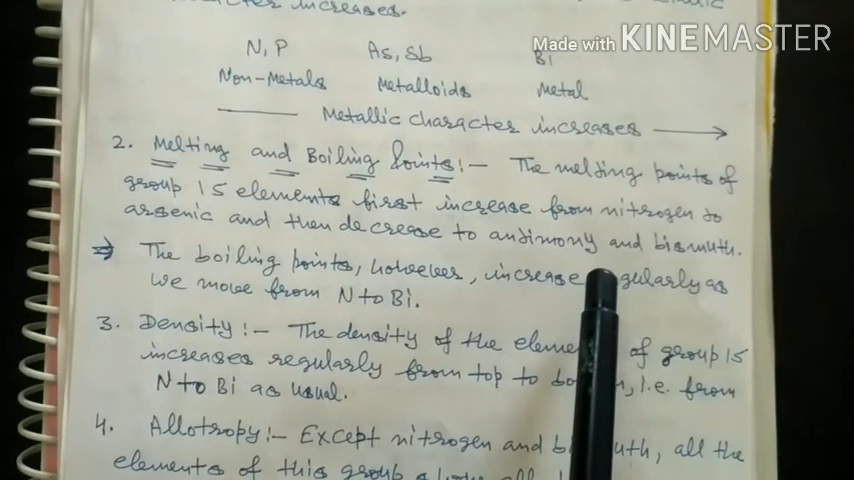 increases.
Made with KINEMASTER
N, P As, Sb Bi
Non-Metals Metalloids Metal
Metallic character increases
2. Melting and Boiling Points:- The melting points of
group 15 elements first increase from nitrogen to
arsenic and then decrease to antimony and bismuth.
⇒ The boiling points, however, increase regularly as
we move from N to Bi.
3. Density:- The density of the of group 15
increases regularly from top to i.e. from
N to Bi as usual.
4. Allotropy:- Except nitrogen and all the
elements of this group